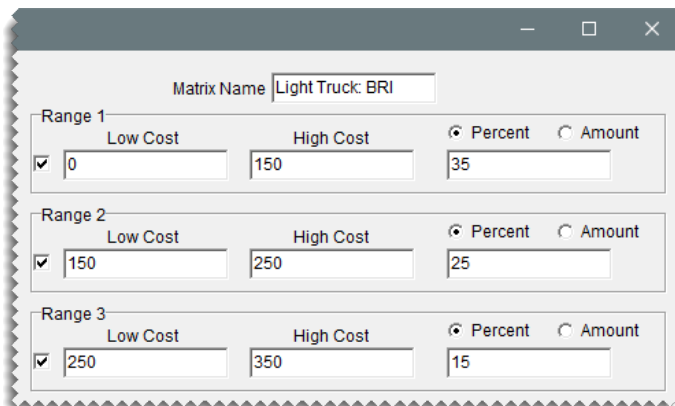 Matrix Name Light Truck: BRI
Range 1
Low Cost High Cost Percent Amount
0 150 35
Range 2
Low Cost High Cost Percent Amount
150 250 25
Range 3
Low Cost High Cost Percent Amount
250 350 15